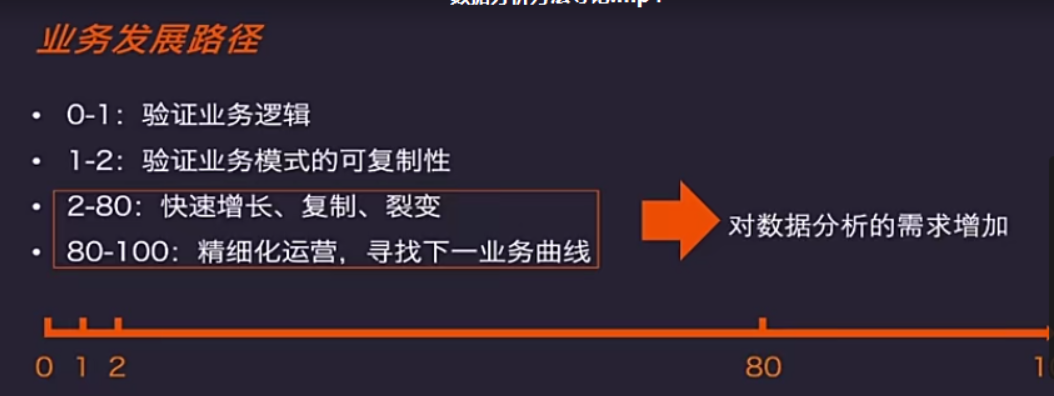 业务发展路径
• 0-1：验证业务逻辑
• 1-2：验证业务模式的可复制性
• 2-80：快速增长、复制、裂变
• 80-100：精细化运营，寻找下一业务曲线
对数据分析的需求增加
0 1 2 80